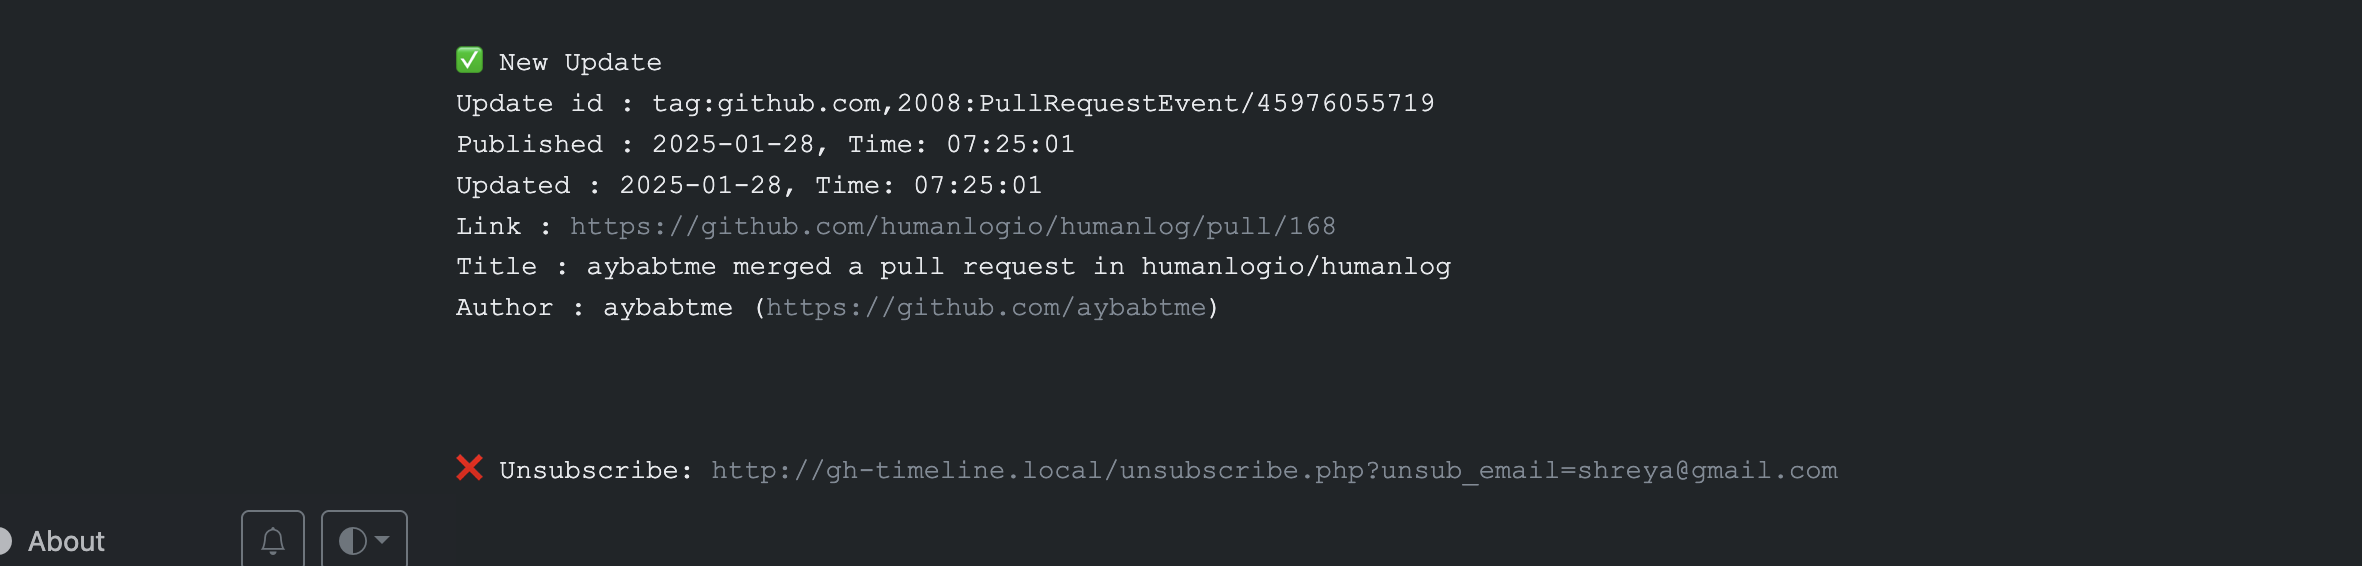 ✅ New Update
Update id : tag:github.com,2008:PullRequestEvent/45976055719
Published : 2025-01-28, Time: 07:25:01
Updated : 2025-01-28, Time: 07:25:01
Link : https://github.com/humanlogio/humanlog/pull/168
Title : aybabtme merged a pull request in humanlogio/humanlog
Author : aybabtme (https://github.com/aybabtme)
❌ Unsubscribe: http://gh-timeline.local/unsubscribe.php?unsub_email=shreya@gmail.com
About